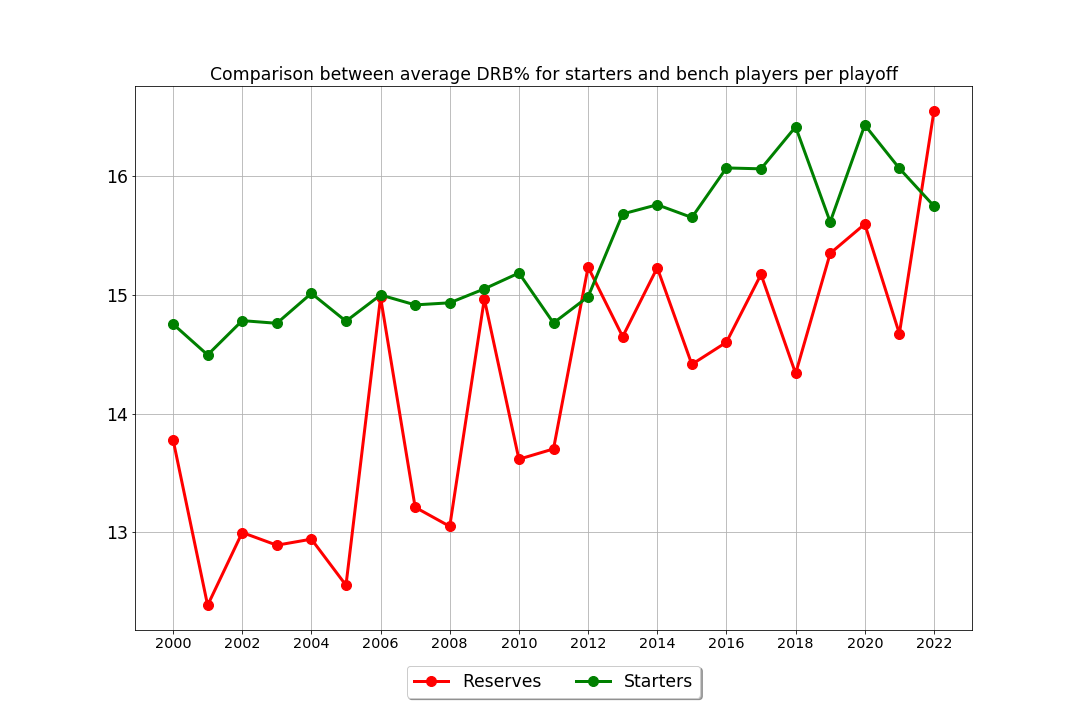 Comparison between average DRB% for starters and bench players per playoff
16
15
14
13
2000 2002 2004 2006 2008 2010 2012 2014 2016 2018 2020 2022
Reserves Starters